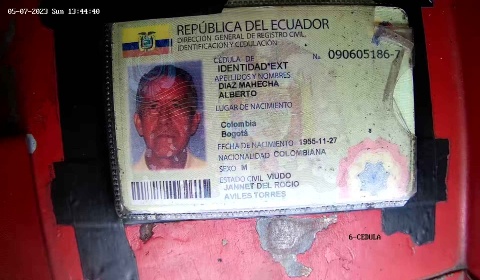 05-07-2023 Sun 13:44:40
REPÚBLICA DEL ECUADOR
DIRECCIÓN GENERAL DE REGISTRO CIVIL,
IDENTIFICACIÓN Y CEDULACIÓN
CÉDULA DE No. 090605186-7
IDENTIDAD*EXT
APELLIDOS Y NOMBRES
DIAZ MAHECHA
ALBERTO
LUGAR DE NACIMIENTO
Colombia
Bogotá
FECHA DE NACIMIENTO 1955-11-27
NACIONALIDAD COLOMBIANA
SEXO M
ESTADO CIVIL VIUDO
JANNET DEL ROCIO
AVILES TORRES
6-CEDULA